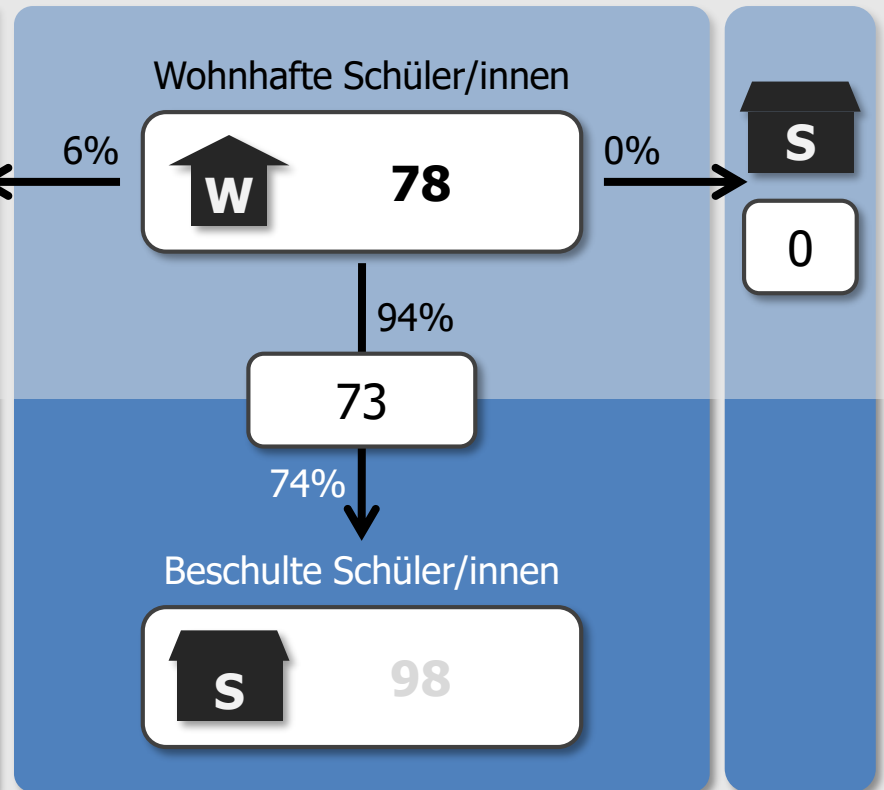 Wohnhafte Schüler/innen
6%
W
78
0%
S
0
94%
73
74%
Beschulte Schüler/innen
S
98